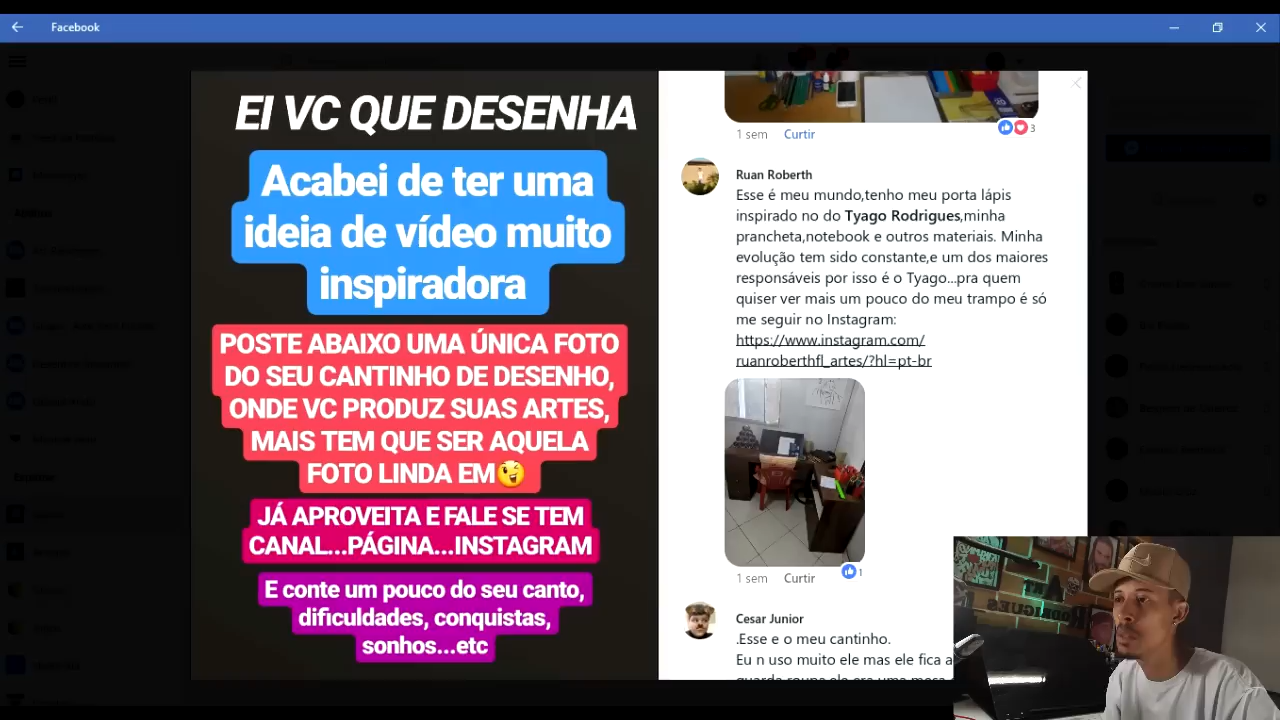 Facebook
EI VC QUE DESENHA
Acabei de ter uma
ideia de vídeo muito
inspiradora
POSTE ABAIXO UMA ÚNICA FOTO
DO SEU CANTINHO DE DESENHO,
ONDE VC PRODUZ SUAS ARTES,
MAIS TEM QUE SER AQUELA
FOTO LINDA EM😉
JÁ APROVEITA E FALE SE TEM
CANAL...PÁGINA...INSTAGRAM
E conte um pouco do seu canto,
dificuldades, conquistas,
sonhos...etc
1 sem Curtir
3
Ruan Roberth
Esse é meu mundo,tenho meu porta lápis
inspirado no do Tyago Rodrigues,minha
prancheta,notebook e outros materiais. Minha
evolução tem sido constante,e um dos maiores
responsáveis por isso é o Tyago...pra quem
quiser ver mais um pouco do meu trampo é só
me seguir no Instagram:
https://www.instagram.com/
ruanroberthfl_artes/?hl=pt-br
1 sem Curtir
1
Cesar Junior
.Esse e o meu cantinho.
Eu n uso muito ele mas ele fica a